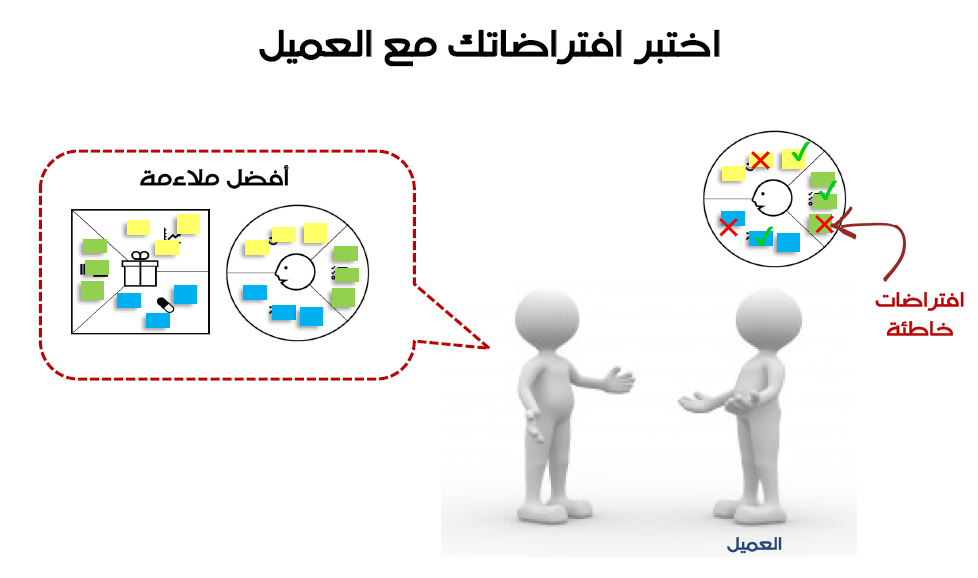 اختبر افتراضاتك مع العميل
أفضل ملاءمة
افتراضات
خاطئة
العميل